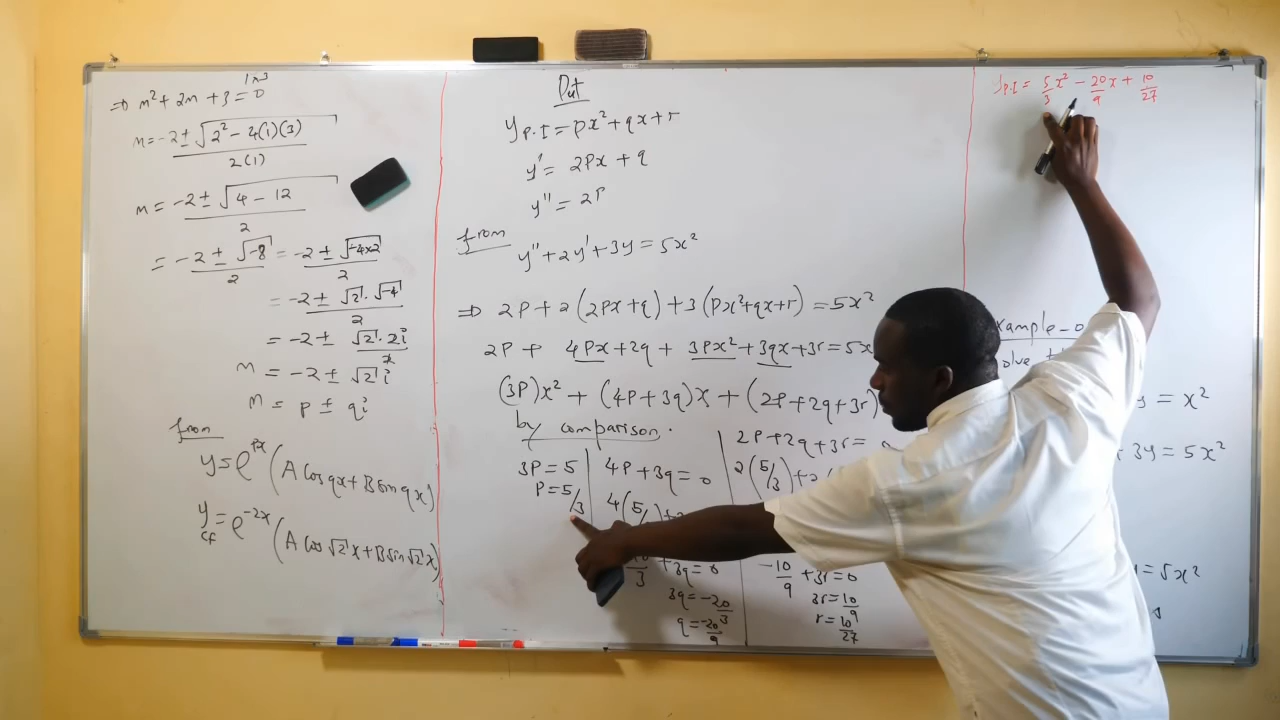 ⇒ m² + 2m + 3 = 0
m = -2 ± √(2² - 4(1)(3)) / 2(1)
m = -2 ± √(4 - 12) / 2
= -2 ± √-8 / 2 = -2 ± √(-4x2) / 2
= -2 ± √2 · √-4 / 2
= -2 ± √2 · 2i / 2
m = -2 ± √2 i
m = p ± qi
from
y = e^px (A cos qx + B sin qx)
y_CF = e^-2x (A cos √2 x + B sin √2 x)
Put
y_P.I = px² + qx + r
y' = 2px + q
y'' = 2p
from
y'' + 2y' + 3y = 5x²
⇒ 2p + 2(2px + q) + 3(px² + qx + r) = 5x²
2p + 4px + 2q + 3px² + 3qx + 3r = 5x
(3p)x² + (4p + 3q)x + (2p + 2q + 3r)
by comparison.
3p = 5
p = 5/3
4p + 3q = 0
4(5/
+ 3q = 0
3q = -20/3
q = -20/9
2p + 2q + 3r =
2(5/3) +
-10/9 + 3r = 0
3r = 10/9
r = 10/27
y_P.I = 5/3 x² - 20/9 x + 10/27
= x²
+ 3y = 5x²
= 5x²